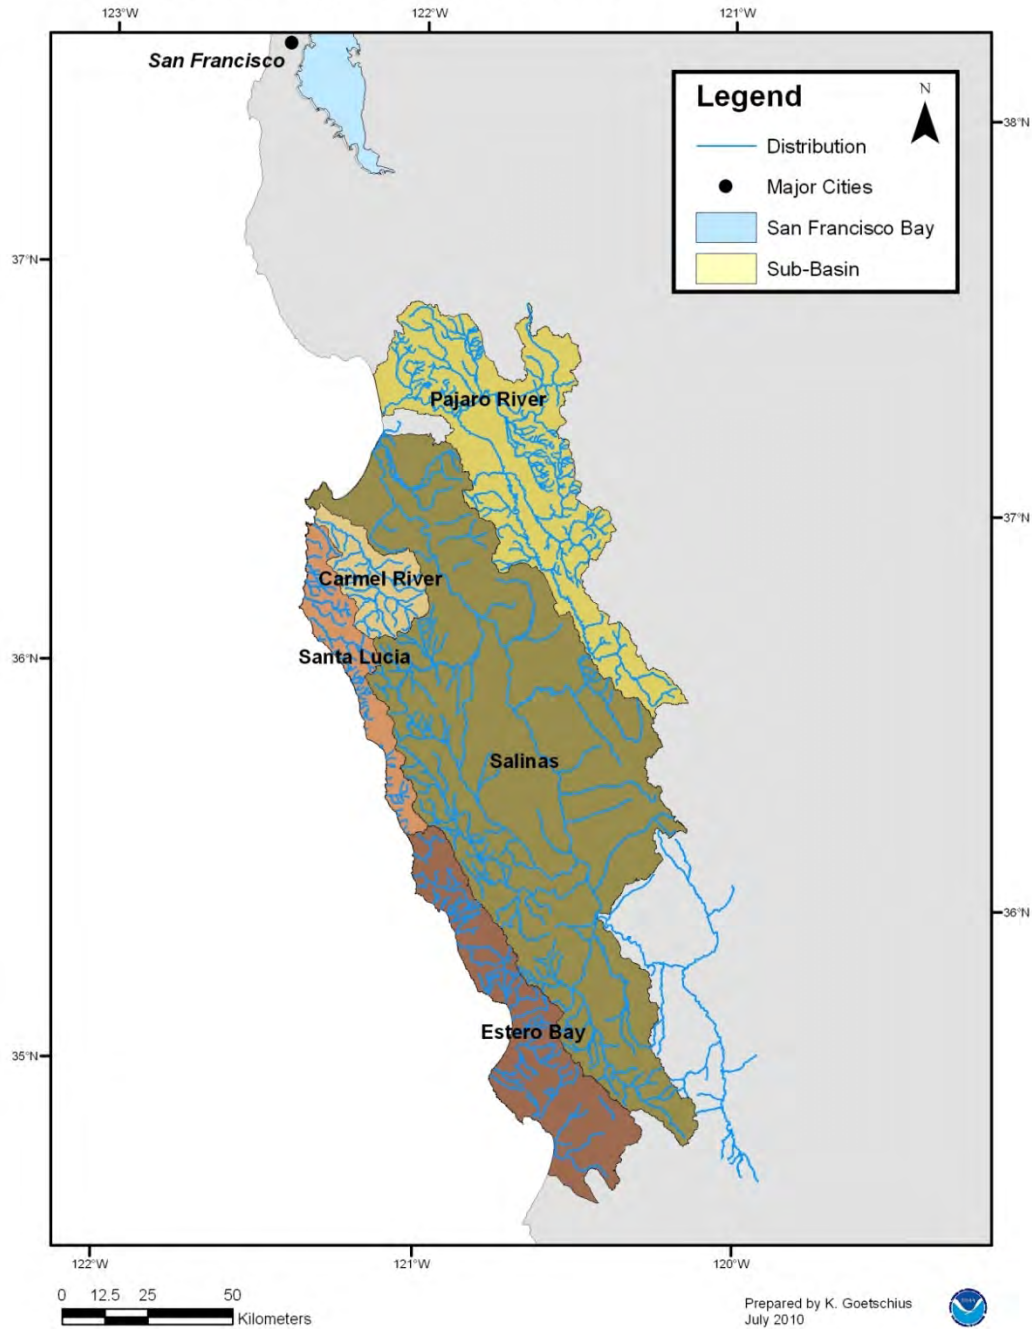 123°W
122°W
121°W
San Francisco
Legend
N
Distribution
Major Cities
San Francisco Bay
Sub-Basin
38°N
37°N
Pajaro River
37°N
Carmel River
36°N
Santa Lucia
Salinas
36°N
Estero Bay
35°N
122°W
121°W
120°W
0 12.5 25 50
Kilometers
Prepared by K. Goetschius
July 2010